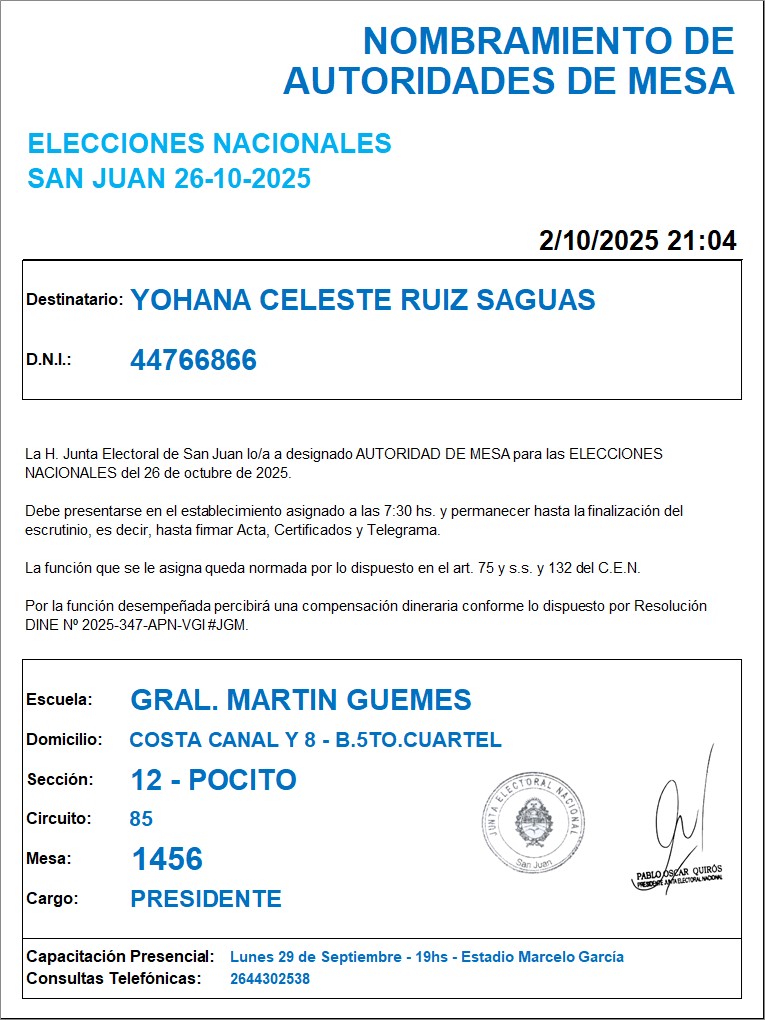 NOMBRAMIENTO DE
AUTORIDADES DE MESA
ELECCIONES NACIONALES
SAN JUAN 26-10-2025
2/10/2025 21:04
Destinatario: YOHANA CELESTE RUIZ SAGUAS
D.N.I.: 44766866
La H. Junta Electoral de San Juan lo/a a designado AUTORIDAD DE MESA para las ELECCIONES
NACIONALES del 26 de octubre de 2025.
Debe presentarse en el establecimiento asignado a las 7:30 hs. y permanecer hasta la finalización del
escrutinio, es decir, hasta firmar Acta, Certificados y Telegrama.
La función que se le asigna queda normada por lo dispuesto en el art. 75 y s.s. y 132 del C.E.N.
Por la función desempeñada percibirá una compensación dineraria conforme lo dispuesto por Resolución
DINE Nº 2025-347-APN-VGI#JGM.
Escuela: GRAL. MARTIN GUEMES
Domicilio: COSTA CANAL Y 8 - B.5TO.CUARTEL
Sección: 12 - POCITO
Circuito: 85
Mesa: 1456
Cargo: PRESIDENTE
JUNTA ELECTORAL NACIONAL
San Juan
PABLO OSCAR QUIRÓS
PRESIDENTE JUNTA ELECTORAL NACIONAL
Capacitación Presencial: Lunes 29 de Septiembre - 19hs - Estadio Marcelo García
Consultas Telefónicas: 2644302538